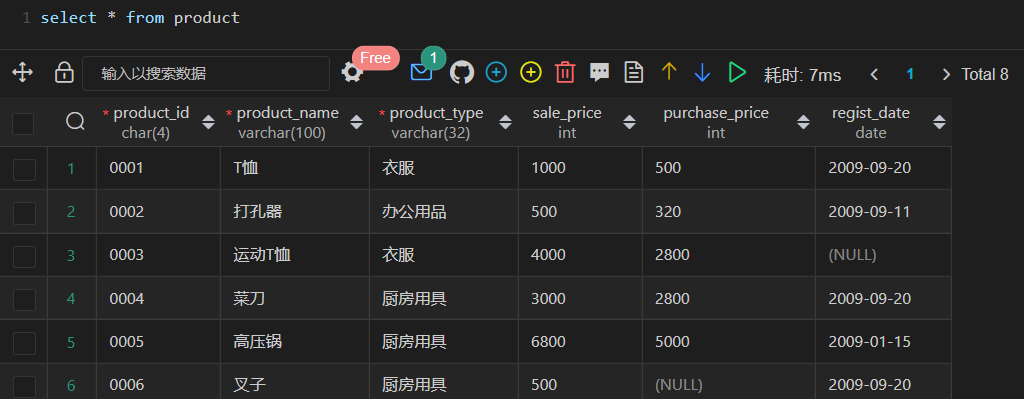 1 select * from product
输入以搜索数据 Free 1 耗时: 7ms 1 Total 8
* product_id * product_name * product_type sale_price purchase_price regist_date
char(4) varchar(100) varchar(32) int int date
1 0001 T恤 衣服 1000 500 2009-09-20
2 0002 打孔器 办公用品 500 320 2009-09-11
3 0003 运动T恤 衣服 4000 2800 (NULL)
4 0004 菜刀 厨房用具 3000 2800 2009-09-20
5 0005 高压锅 厨房用具 6800 5000 2009-01-15
6 0006 叉子 厨房用具 500 (NULL) 2009-09-20